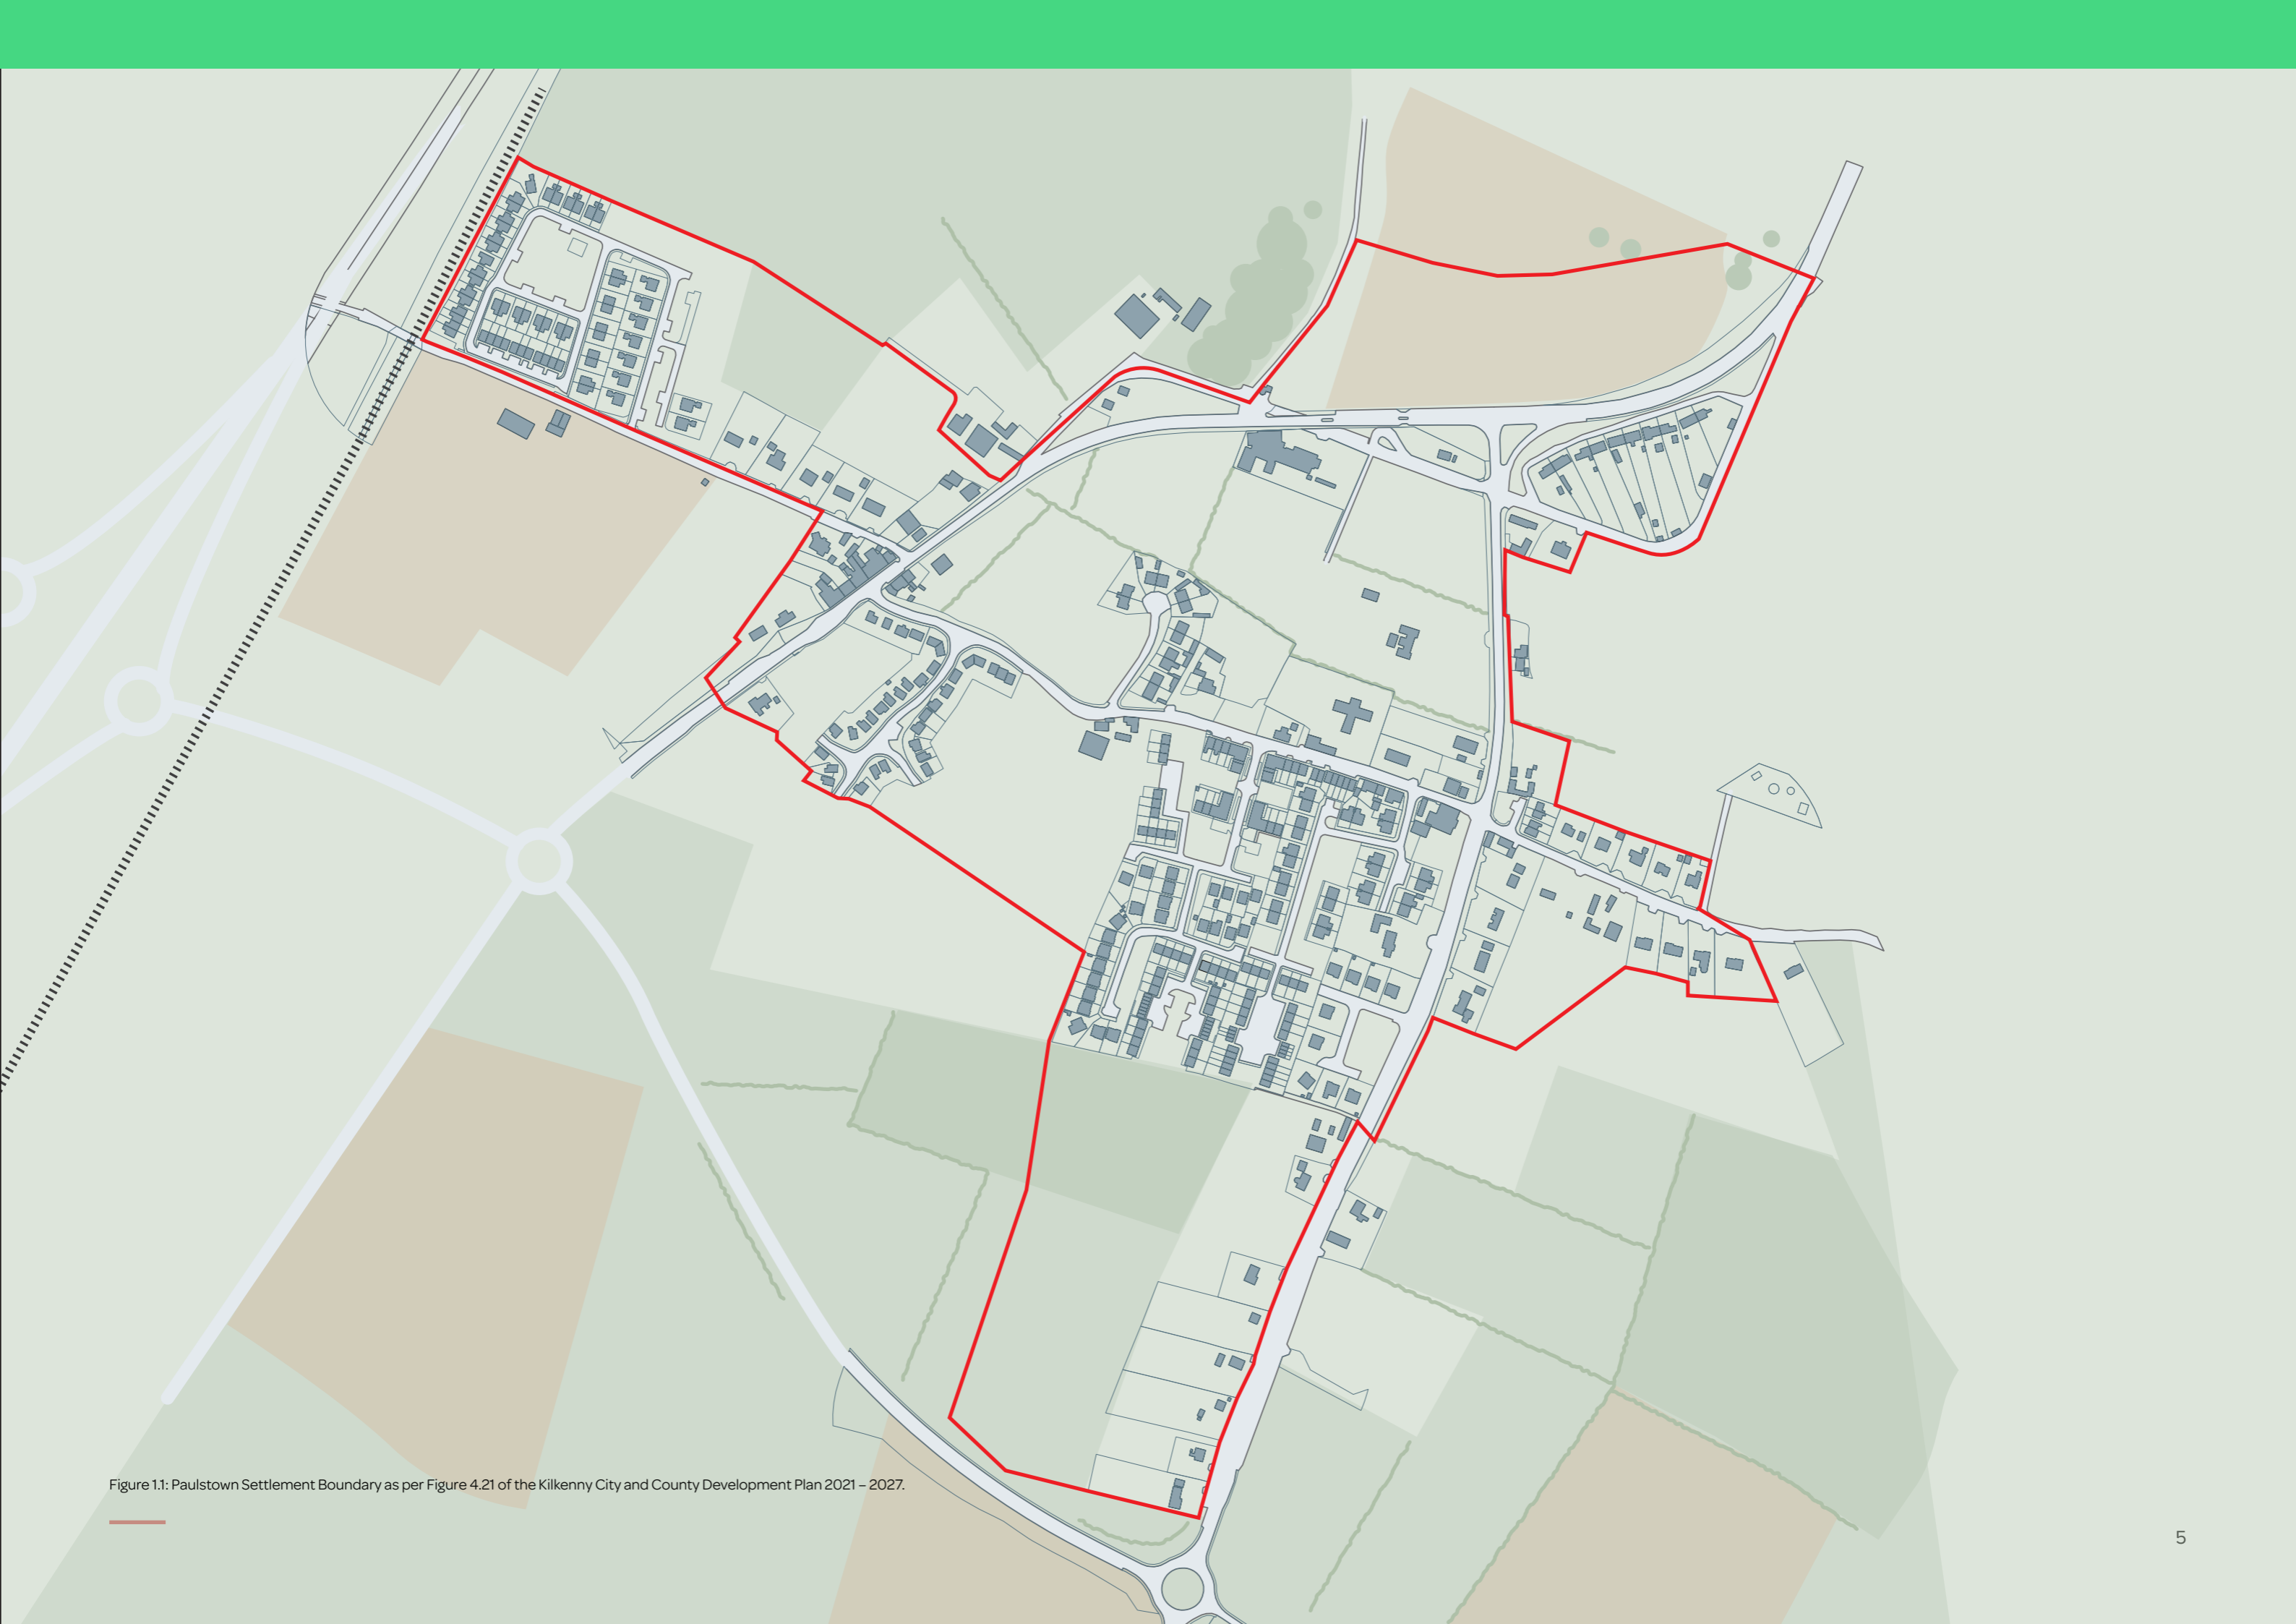 Figure 1.1: Paulstown Settlement Boundary as per Figure 4.21 of the Kilkenny City and County Development Plan 2021 – 2027.
5